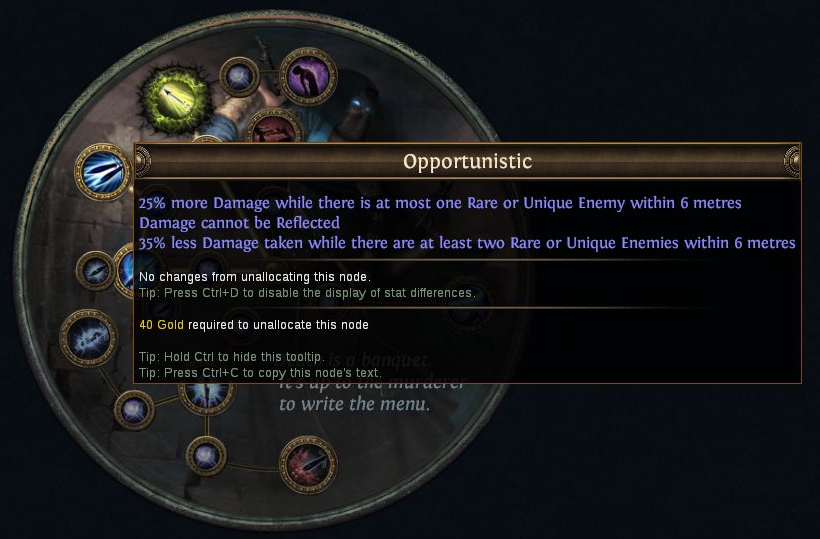 Opportunistic
25% more Damage while there is at most one Rare or Unique Enemy within 6 metres
Damage cannot be Reflected
35% less Damage taken while there are at least two Rare or Unique Enemies within 6 metres
No changes from unallocating this node.
Tip: Press Ctrl+D to disable the display of stat differences.
40 Gold required to unallocate this node
Tip: Hold Ctrl to hide this tooltip.
Tip: Press Ctrl+C to copy this node's text.
is a banquet.
It's up to the murderer
to write the menu.